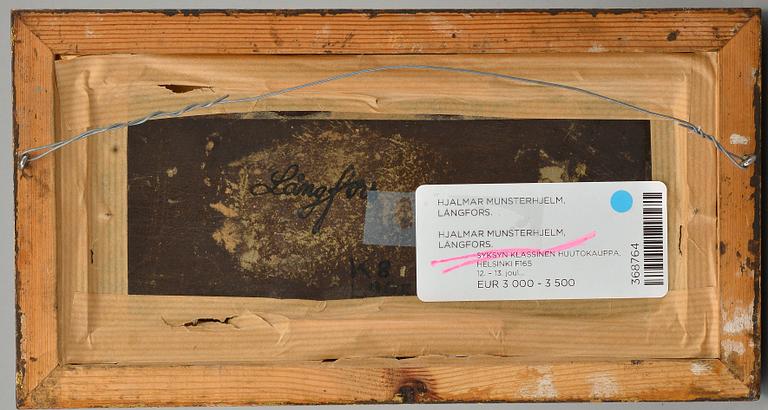 Långfors
K8
HJALMAR MUNSTERHJELM,
LÅNGFORS.
HJALMAR MUNSTERHJELM,
LÅNGFORS.
SYKSYN KLASSINEN HUUTOKAUPPA,
HELSINKI F165
12. - 13. joul...
EUR 3 000 - 3 500
368764